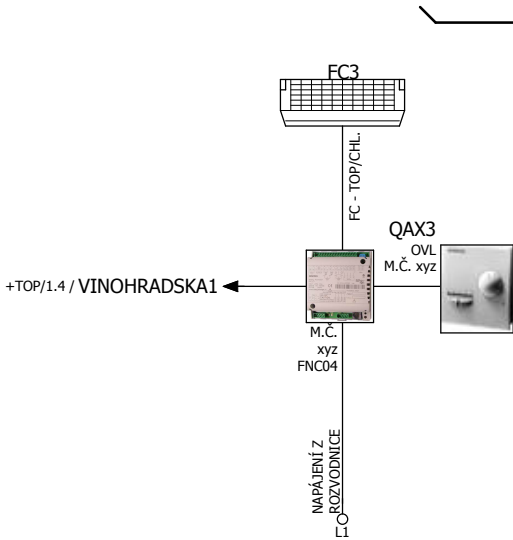 FC3
FC - TOP/CHL.
QAX3
OVL
M.Č. xyz
+TOP/1.4 / VINOHRADSKA1
M.Č.
xyz
FNC04
NAPÁJENÍ Z
ROZVODNICE
L1